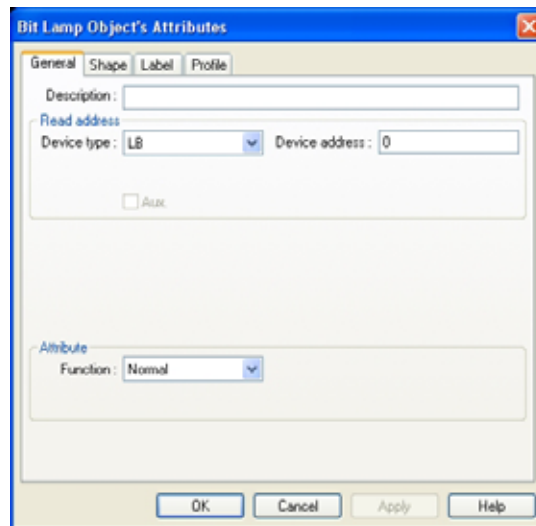 Bit Lamp Object's Attributes
General Shape Label Profile
Description :
Read address
Device type : LB Device address : 0
Aux.
Attribute
Function : Normal
OK Cancel Apply Help